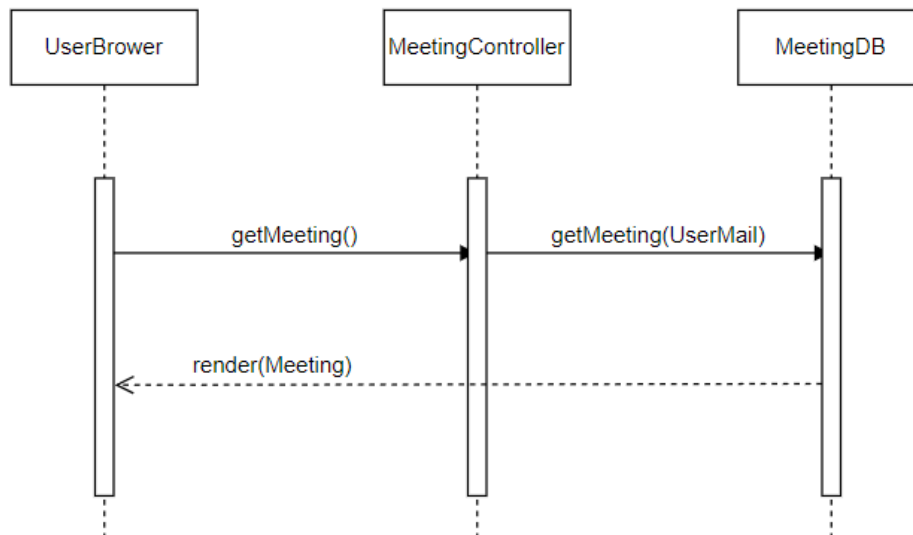 UserBrower
MeetingController
MeetingDB
getMeeting()
getMeeting(UserMail)
render(Meeting)